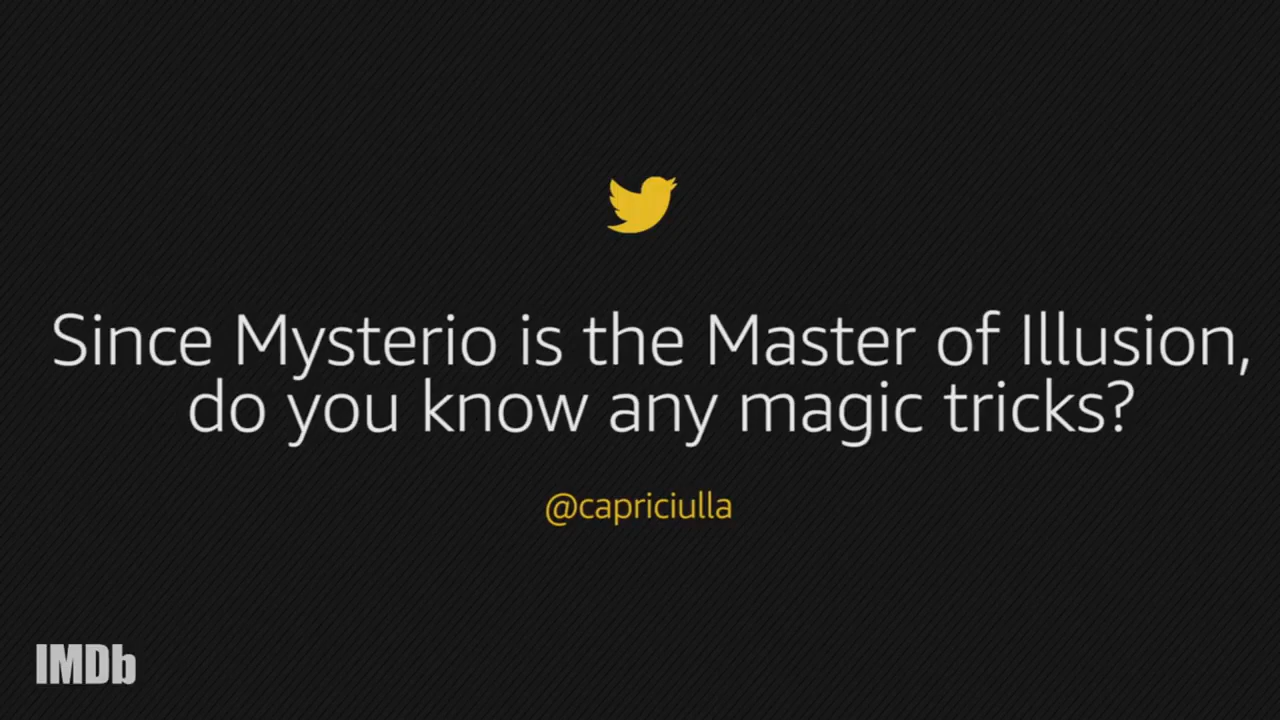 Since Mysterio is the Master of Illusion,
do you know any magic tricks?
@capriciulla
IMDb